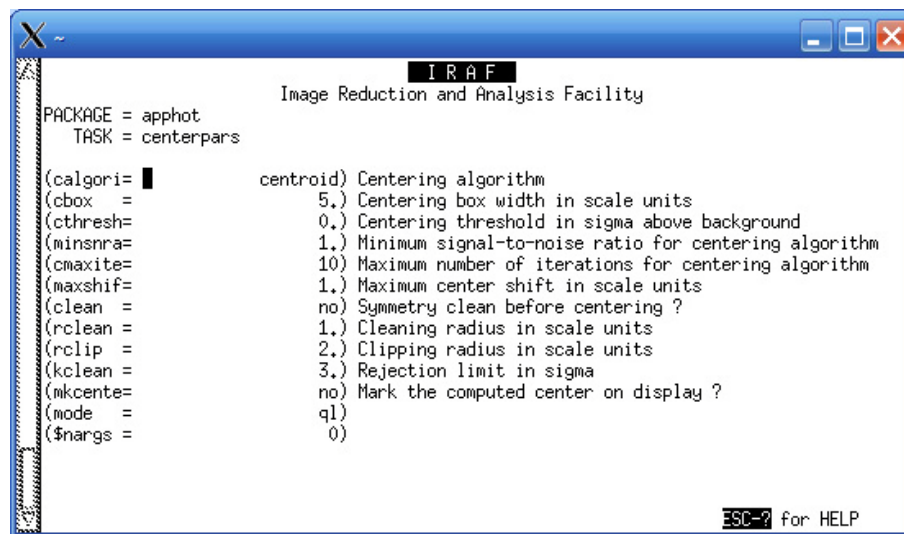 X ~
I R A F
Image Reduction and Analysis Facility
PACKAGE = apphot
TASK = centerpars
(calgori= centroid) Centering algorithm
(cbox = 5.) Centering box width in scale units
(cthresh= 0.) Centering threshold in sigma above background
(minsnra= 1.) Minimum signal-to-noise ratio for centering algorithm
(cmaxite= 10) Maximum number of iterations for centering algorithm
(maxshif= 1.) Maximum center shift in scale units
(clean = no) Symmetry clean before centering ?
(rclean = 1.) Cleaning radius in scale units
(rclip = 2.) Clipping radius in scale units
(kclean = 3.) Rejection limit in sigma
(mkcente= no) Mark the computed center on display ?
(mode = ql)
($nargs = 0)
ESC-? for HELP